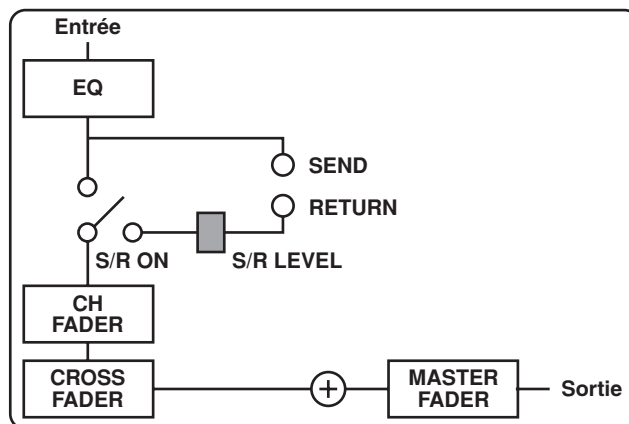 Entrée
EQ
SEND
RETURN
S/R ON
S/R LEVEL
CH
FADER
CROSS
FADER
+
MASTER
FADER
Sortie